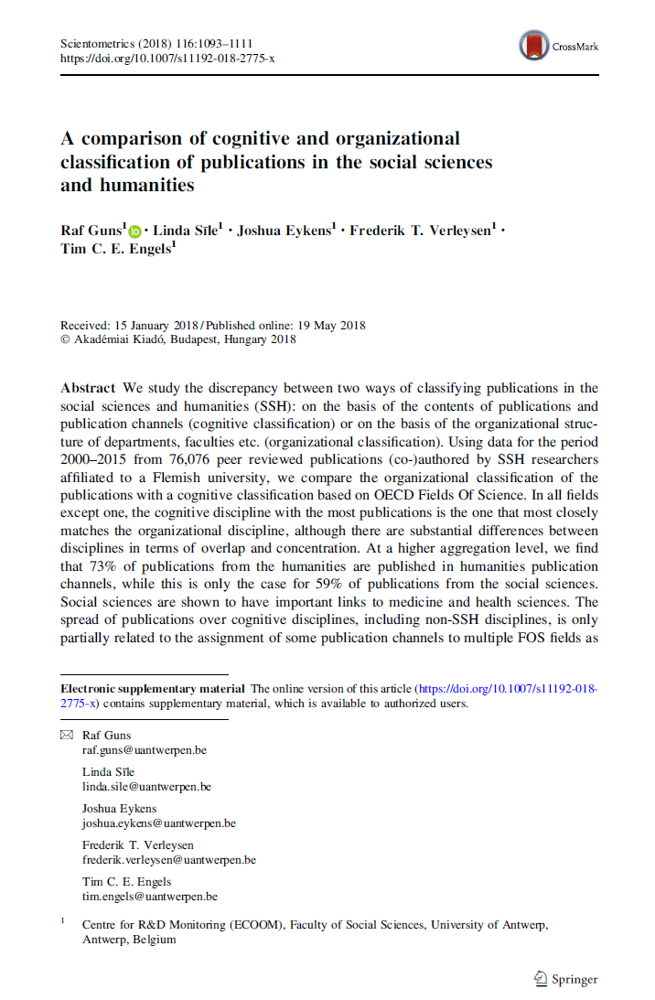 Scientometrics (2018) 116:1093–1111
https://doi.org/10.1007/s11192-018-2775-x
CrossMark
A comparison of cognitive and organizational
classification of publications in the social sciences
and humanities
Raf Guns1 iD · Linda Sīle1 · Joshua Eykens1 · Frederik T. Verleysen1 ·
Tim C. E. Engels1
Received: 15 January 2018 / Published online: 19 May 2018
© Akadémiai Kiadó, Budapest, Hungary 2018
Abstract We study the discrepancy between two ways of classifying publications in the
social sciences and humanities (SSH): on the basis of the contents of publications and
publication channels (cognitive classification) or on the basis of the organizational struc-
ture of departments, faculties etc. (organizational classification). Using data for the period
2000–2015 from 76,076 peer reviewed publications (co-)authored by SSH researchers
affiliated to a Flemish university, we compare the organizational classification of the
publications with a cognitive classification based on OECD Fields Of Science. In all fields
except one, the cognitive discipline with the most publications is the one that most closely
matches the organizational discipline, although there are substantial differences between
disciplines in terms of overlap and concentration. At a higher aggregation level, we find
that 73% of publications from the humanities are published in humanities publication
channels, while this is only the case for 59% of publications from the social sciences.
Social sciences are shown to have important links to medicine and health sciences. The
spread of publications over cognitive disciplines, including non-SSH disciplines, is only
partially related to the assignment of some publication channels to multiple FOS fields as
Electronic supplementary material The online version of this article (https://doi.org/10.1007/s11192-018-
2775-x) contains supplementary material, which is available to authorized users.
Raf Guns
raf.guns@uantwerpen.be
Linda Sīle
linda.sile@uantwerpen.be
Joshua Eykens
joshua.eykens@uantwerpen.be
Frederik T. Verleysen
frederik.verleysen@uantwerpen.be
Tim C. E. Engels
tim.engels@uantwerpen.be
1 Centre for R&D Monitoring (ECOOM), Faculty of Social Sciences, University of Antwerp,
Antwerp, Belgium
Springer